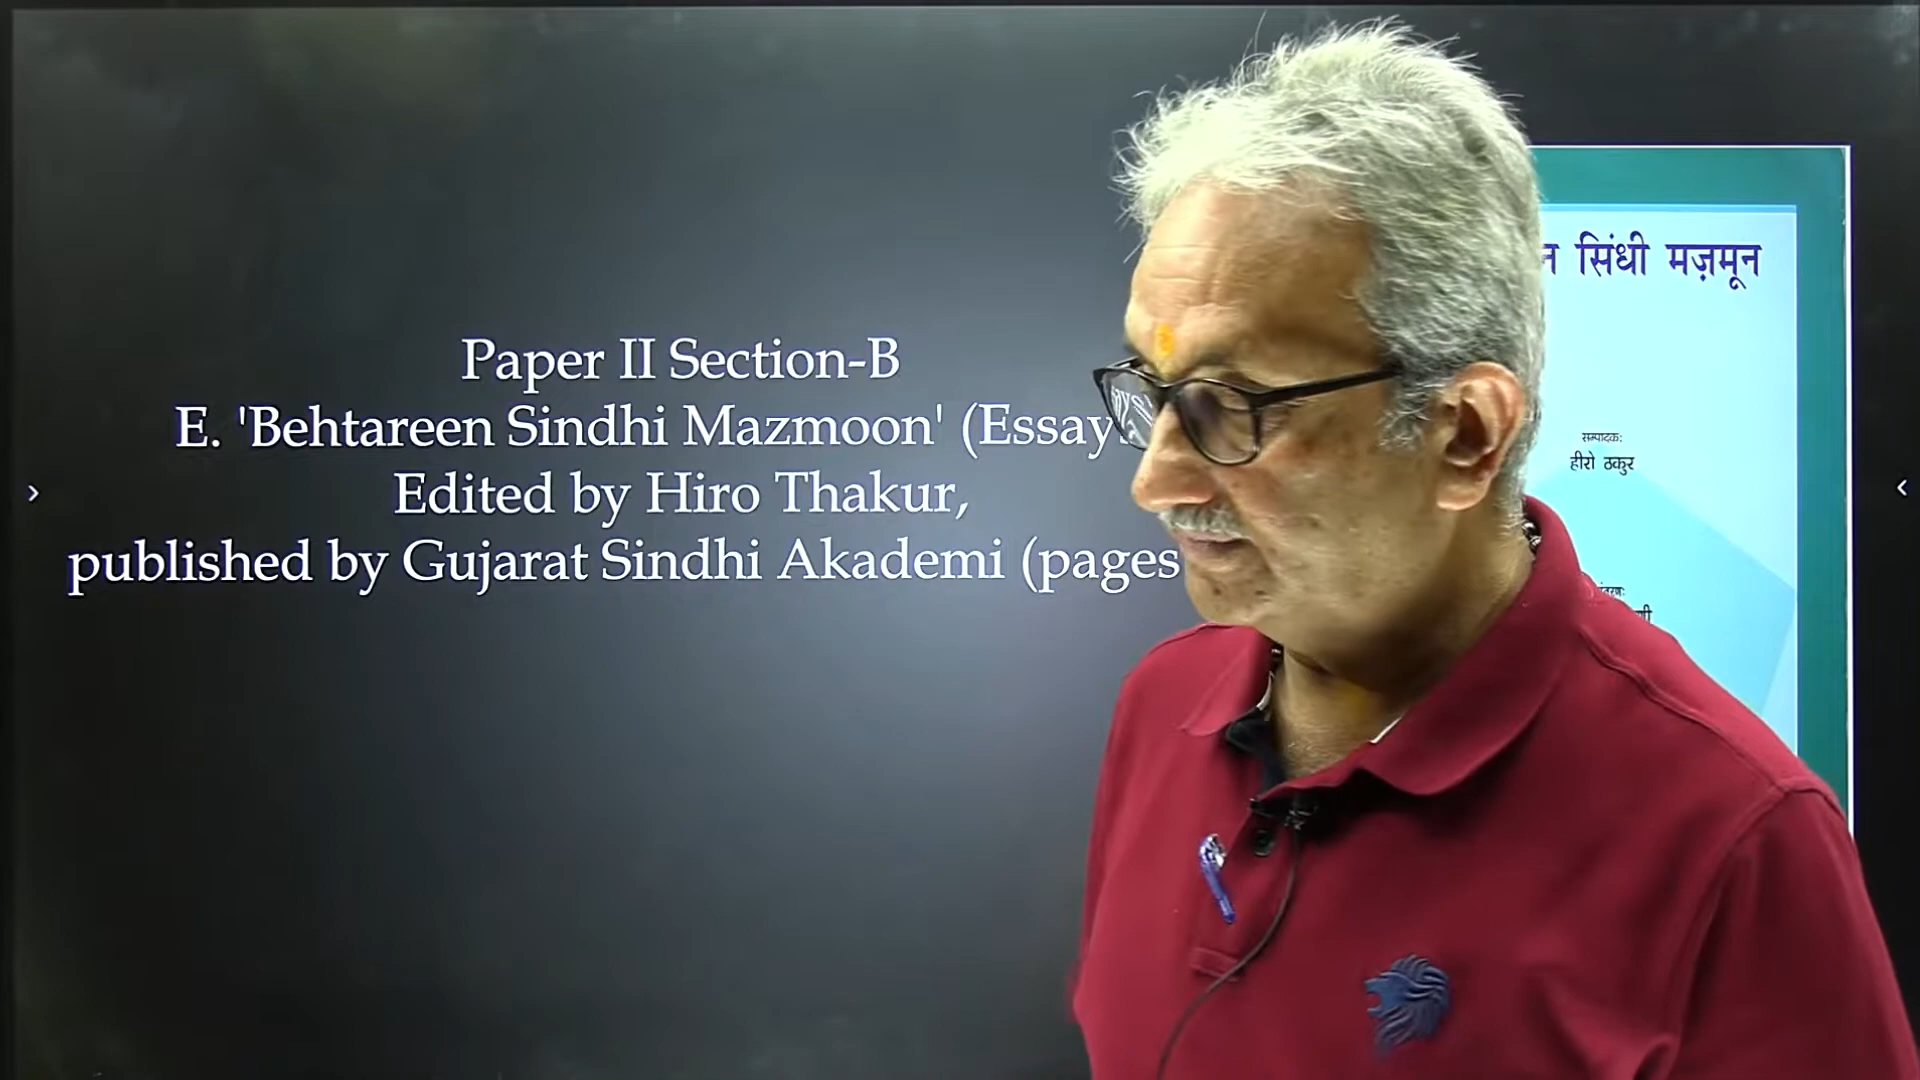 Paper II Section-B
E. 'Behtareen Sindhi Mazmoon' (Essay
Edited by Hiro Thakur,
published by Gujarat Sindhi Akademi (pages
सिंधी मज़मून
सम्पादक:
हीरो ठकुर